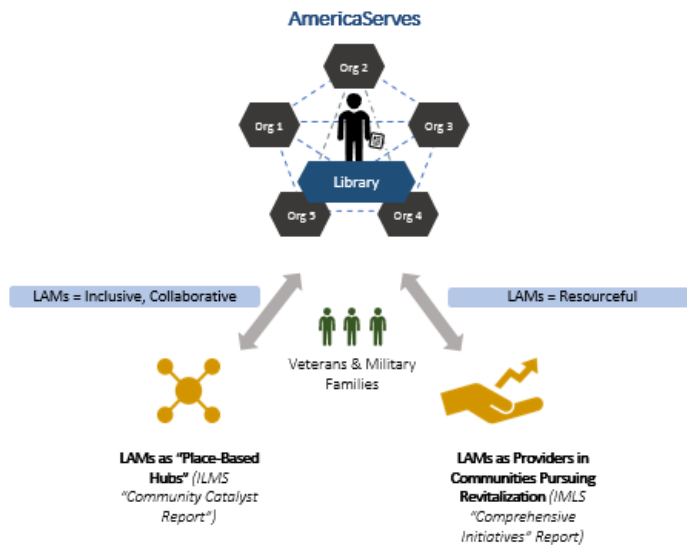 AmericaServes
Org 2
Org 1
Org 3
Library
Org 5
Org 4
LAMs = Inclusive, Collaborative
LAMs = Resourceful
Veterans & Military
Families
LAMs as “Place-Based
Hubs” (ILMS
“Community Catalyst
Report”)
LAMs as Providers in
Communities Pursuing
Revitalization (IMLS
“Comprehensive
Initiatives” Report)